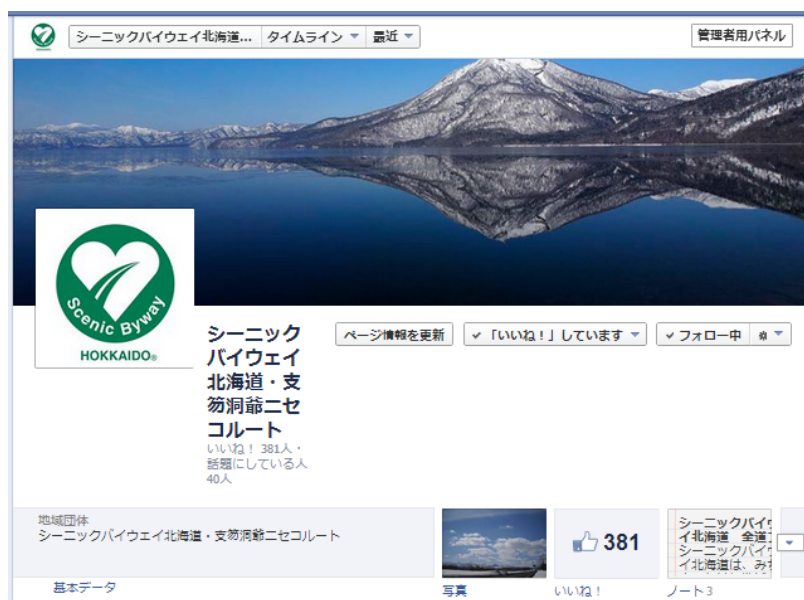 シーニックバイウェイ北海道... タイムライン 最近 管理者用パネル
Scenic Byway
HOKKAIDO®
シーニック
バイウェイ
北海道・支
笏洞爺ニセ
コルート
いいね！ 381人・
話題にしている人
40人
ページ情報を更新 ✓ 「いいね！」しています ✓ フォロー中
地域団体
シーニックバイウェイ北海道・支笏洞爺ニセコルート
基本データ
写真
381
いいね！
シーニックバイウ
イ北海道 全道
シーニックバイウ
イ北海道は、み
ノート3